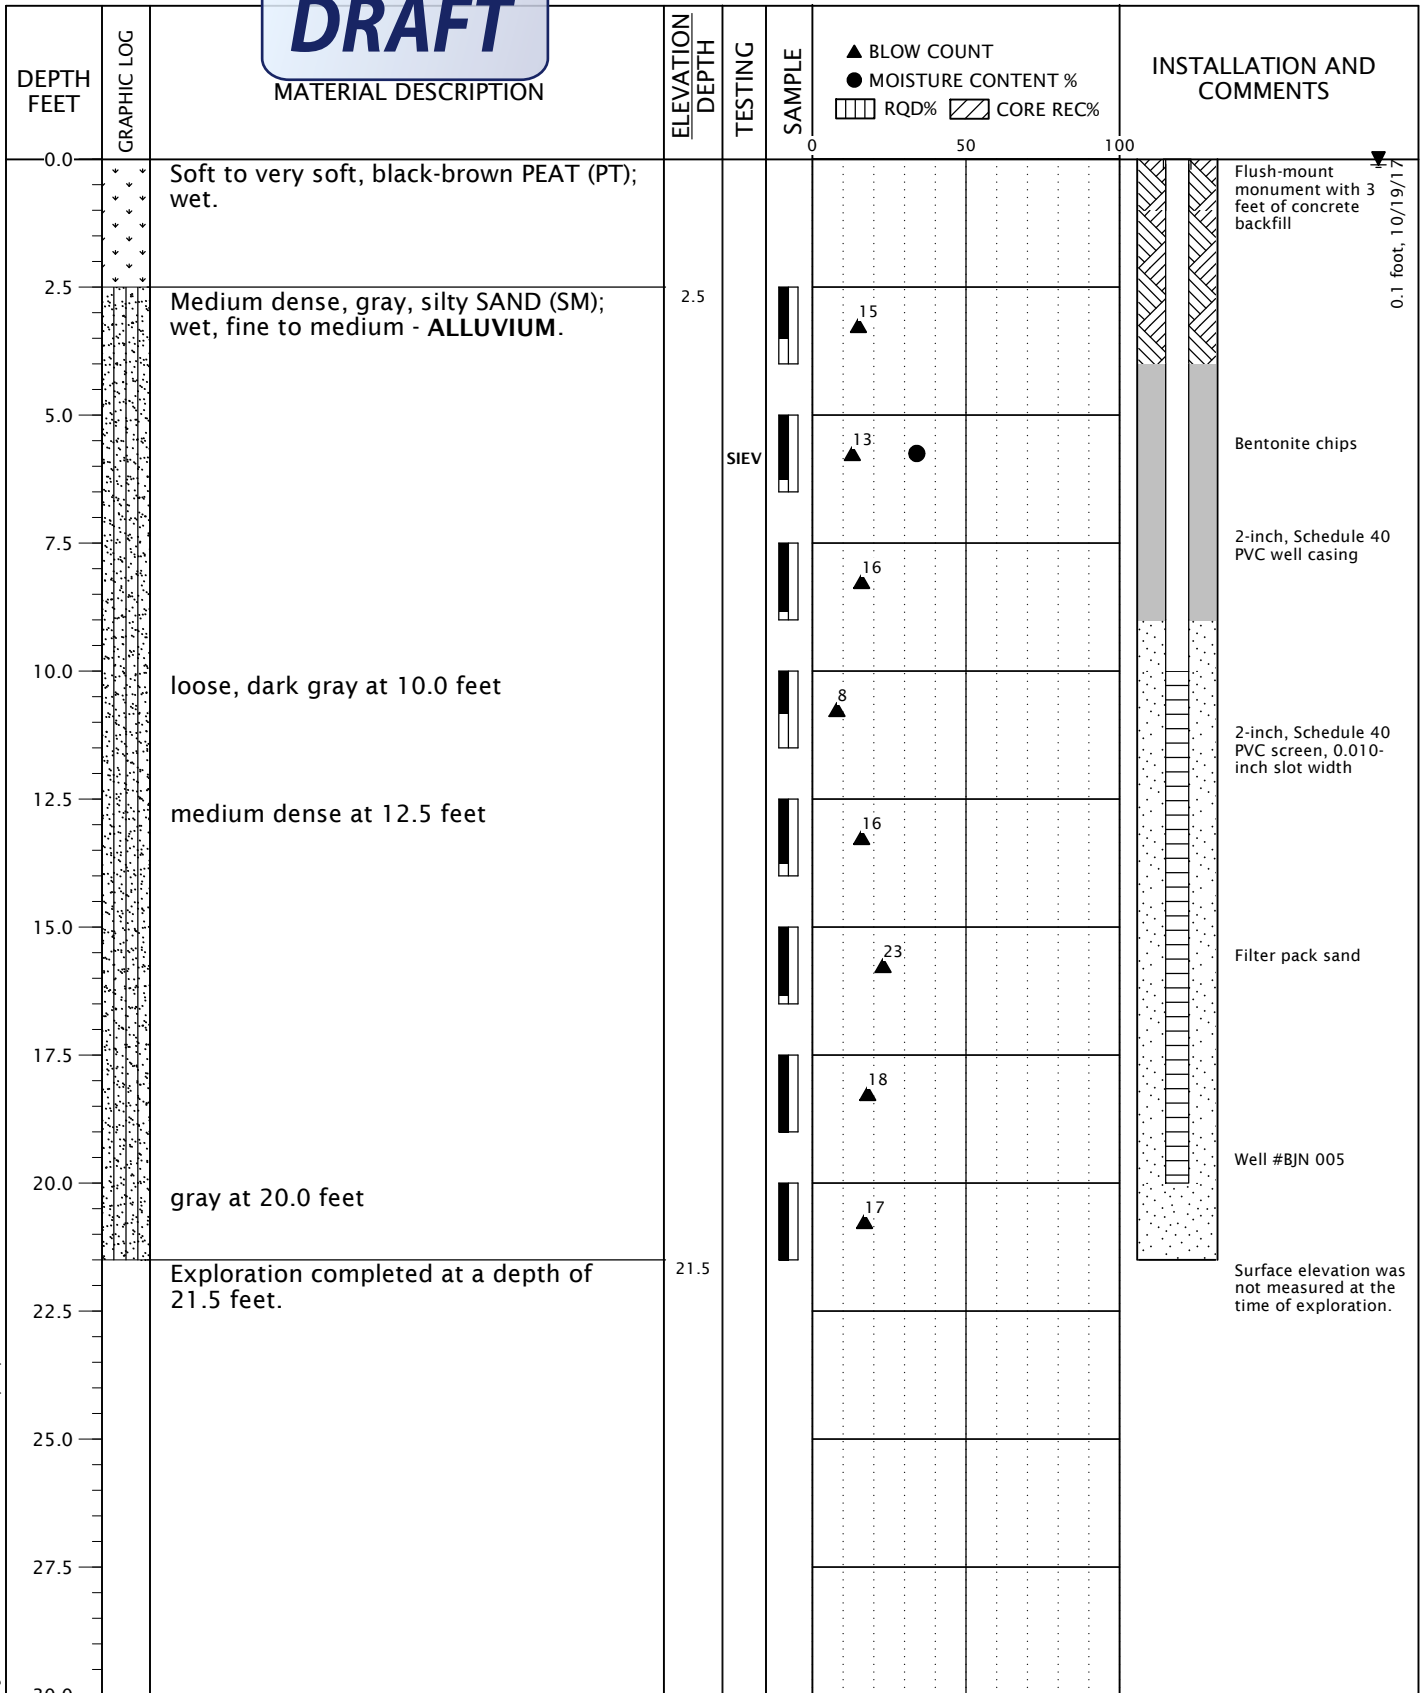 DRAFT
DEPTH
FEET
GRAPHIC LOG
MATERIAL DESCRIPTION
ELEVATION
DEPTH
TESTING
SAMPLE
▲ BLOW COUNT
● MOISTURE CONTENT %
RQD% CORE REC%
INSTALLATION AND
COMMENTS
0 50 100
0.0
Soft to very soft, black-brown PEAT (PT);
wet.
Flush-mount
monument with 3
feet of concrete
backfill
0.1 foot, 10/19/17
2.5
Medium dense, gray, silty SAND (SM);
wet, fine to medium - ALLUVIUM.
2.5
15
5.0
SIEV
13
Bentonite chips
7.5
16
2-inch, Schedule 40
PVC well casing
10.0
loose, dark gray at 10.0 feet
8
2-inch, Schedule 40
PVC screen, 0.010-
inch slot width
12.5
medium dense at 12.5 feet
16
15.0
23
Filter pack sand
17.5
18
Well #BJN 005
20.0
gray at 20.0 feet
17
Exploration completed at a depth of
21.5 feet.
21.5
Surface elevation was
not measured at the
time of exploration.
22.5
25.0
27.5